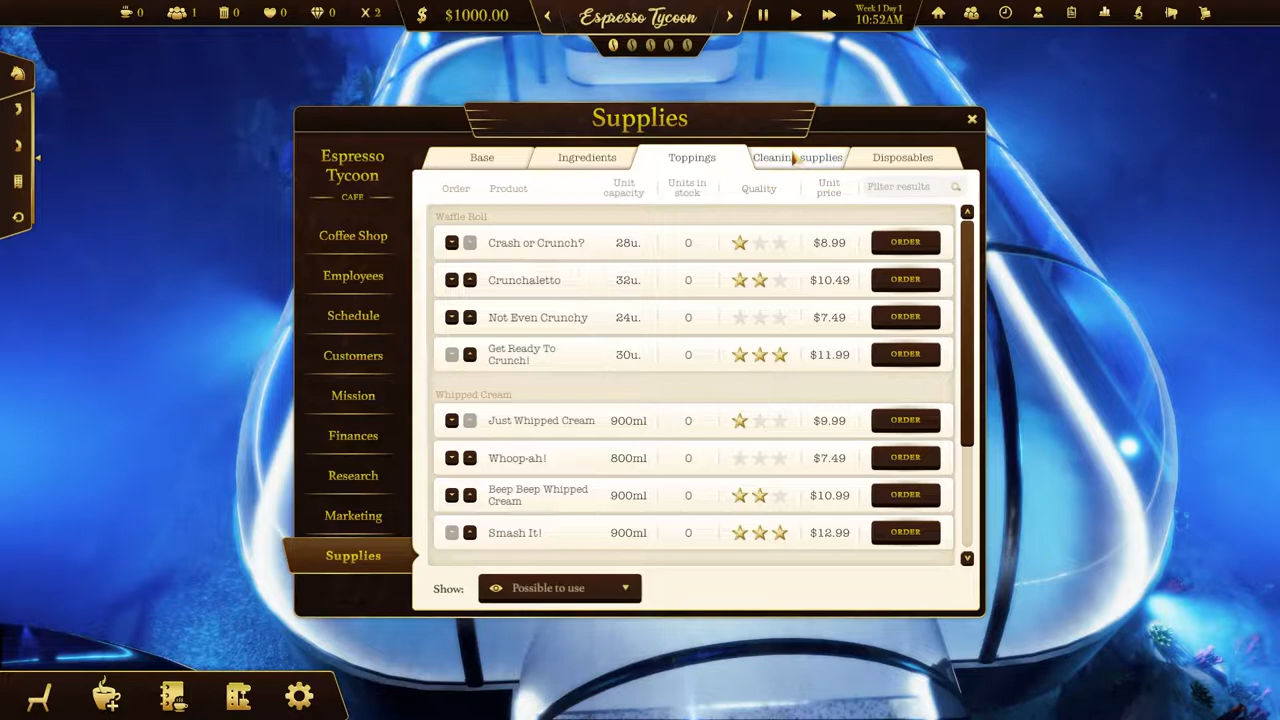 0 1 0 0 0 X 2 $ $1000.00 Espresso Tycoon Week 1 Day 1
10:52AM
Supplies
Espresso
Tycoon
CAFE
Coffee Shop
Employees
Schedule
Customers
Mission
Finances
Research
Marketing
Supplies
Base Ingredients Toppings Cleaning supplies Disposables
Order Product Unit capacity Units in stock Quality Unit price Filter results
Waffle Roll
Crash or Crunch? 28u. 0 $8.99 ORDER
Crunchaletto 32u. 0 $10.49 ORDER
Not Even Crunchy 24u. 0 $7.49 ORDER
Get Ready To
Crunch! 30u. 0 $11.99 ORDER
Whipped Cream
Just Whipped Cream 900ml 0 $9.99 ORDER
Whoop-ah! 800ml 0 $7.49 ORDER
Beep Beep Whipped
Cream 900ml 0 $10.99 ORDER
Smash It! 900ml 0 $12.99 ORDER
Show: Possible to use